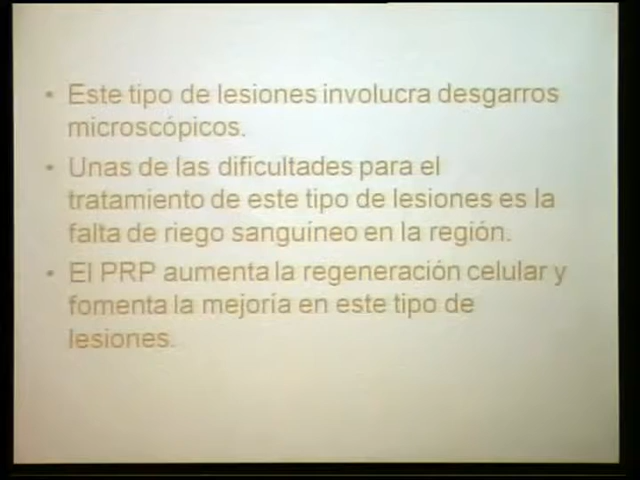 • Este tipo de lesiones involucra desgarros
microscópicos.
• Unas de las dificultades para el
tratamiento de este tipo de lesiones es la
falta de riego sanguíneo en la región.
• El PRP aumenta la regeneración celular y
fomenta la mejoría en este tipo de
lesiones.